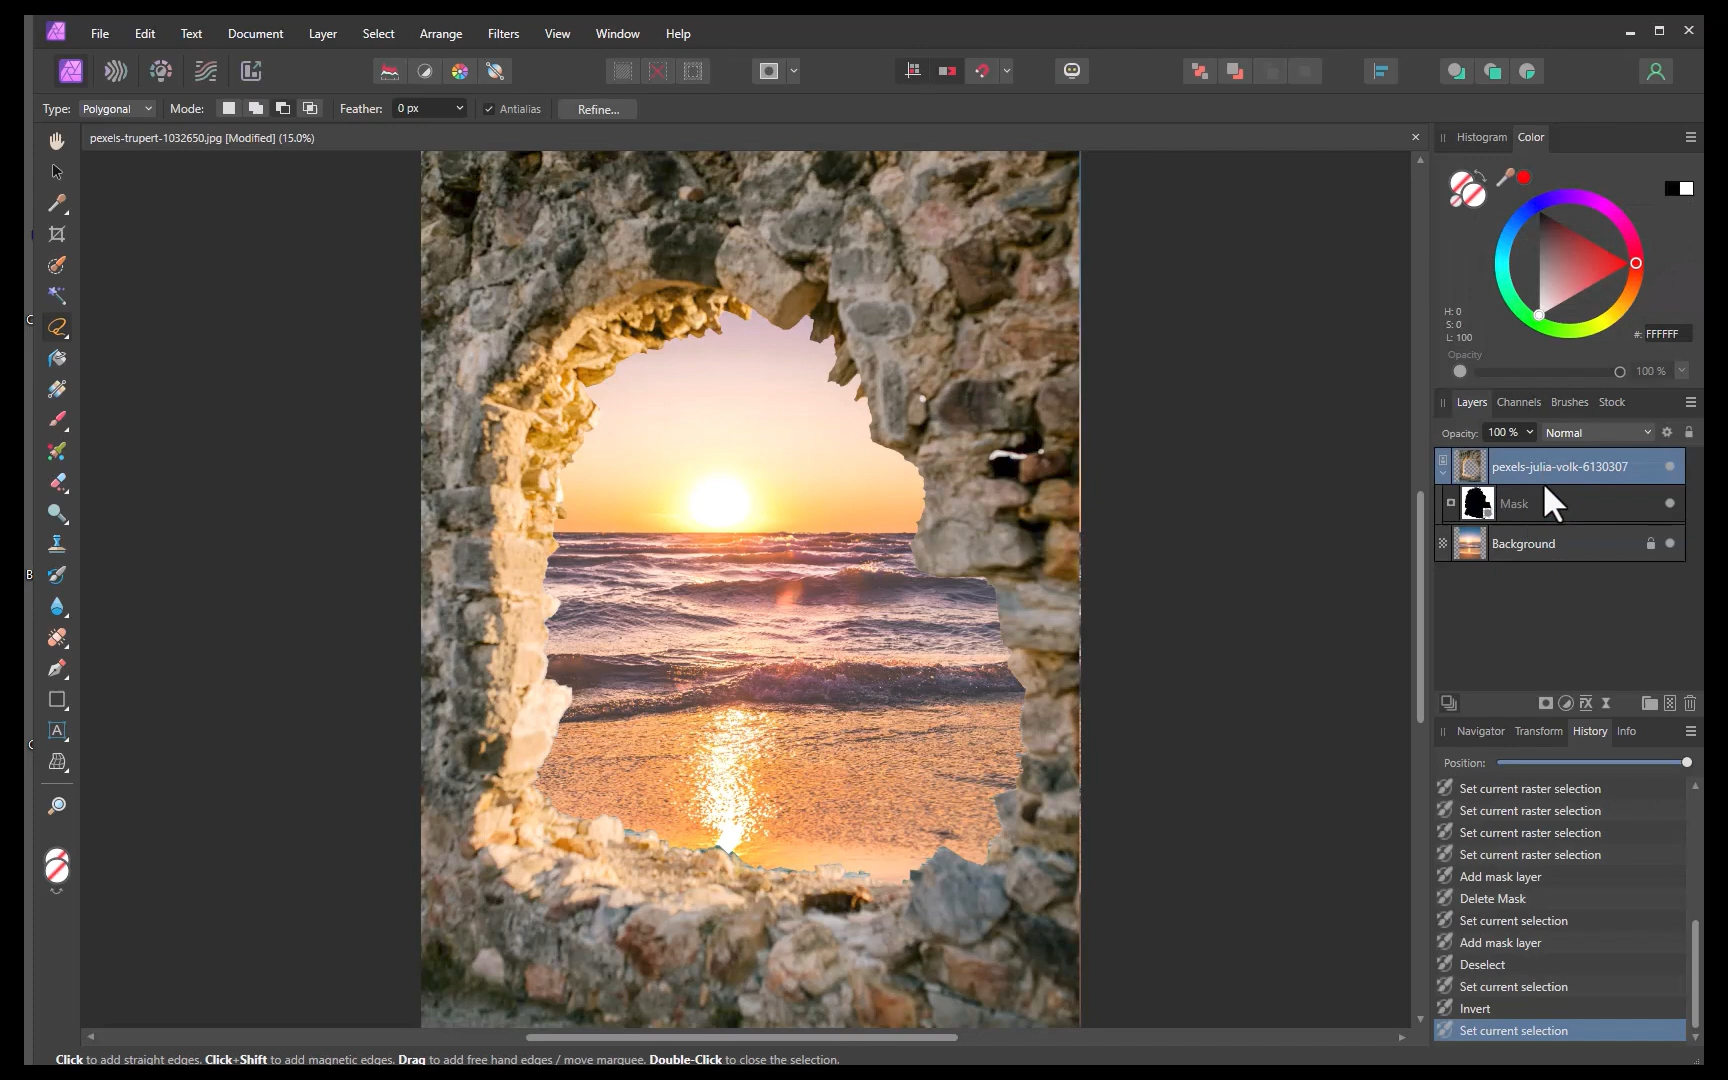 File Edit Text Document Layer Select Arrange Filters View Window Help
Type: Polygonal Mode: Feather: 0 px Antialias Refine...
pexels-trupert-1032650.jpg [Modified] (15.0%)
Histogram Color
H: 0
S: 0
L: 100
#: FFFFFF
Opacity
100 %
Layers Channels Brushes Stock
Opacity: 100 % Normal
pexels-julia-volk-6130307
Mask
Background
Navigator Transform History Info
Position:
Set current raster selection
Set current raster selection
Set current raster selection
Set current raster selection
Add mask layer
Delete Mask
Set current selection
Add mask layer
Deselect
Set current selection
Invert
Set current selection
Click to add straight edges. Click+Shift to add magnetic edges. Drag to add free hand edges / move marquee. Double-Click to close the selection.